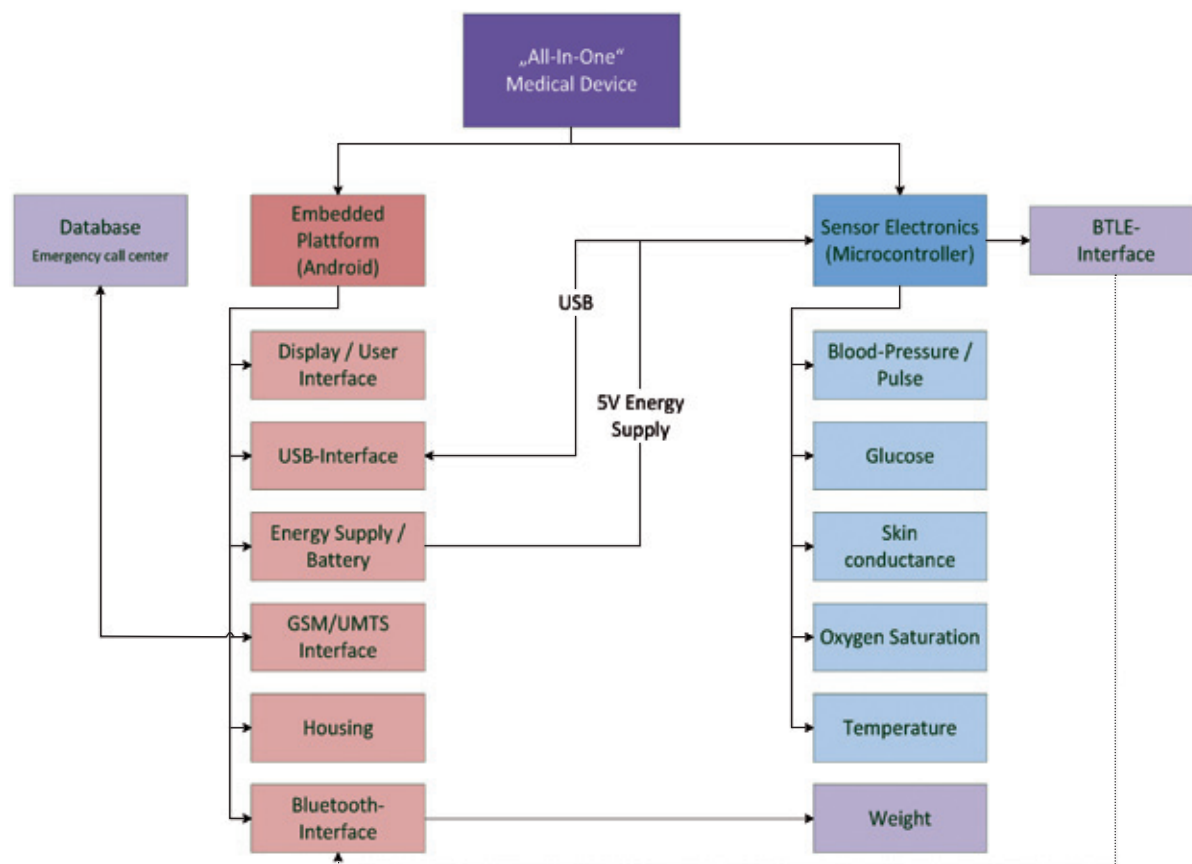 „All-In-One“
Medical Device
Database
Emergency call center
Embedded
Plattform
(Android)
Sensor Electronics
(Microcontroller)
BTLE-
Interface
USB
Display / User
Interface
Blood-Pressure /
Pulse
5V Energy
Supply
USB-Interface
Glucose
Energy Supply /
Battery
Skin
conductance
GSM/UMTS
Interface
Oxygen Saturation
Housing
Temperature
Bluetooth-
Interface
Weight